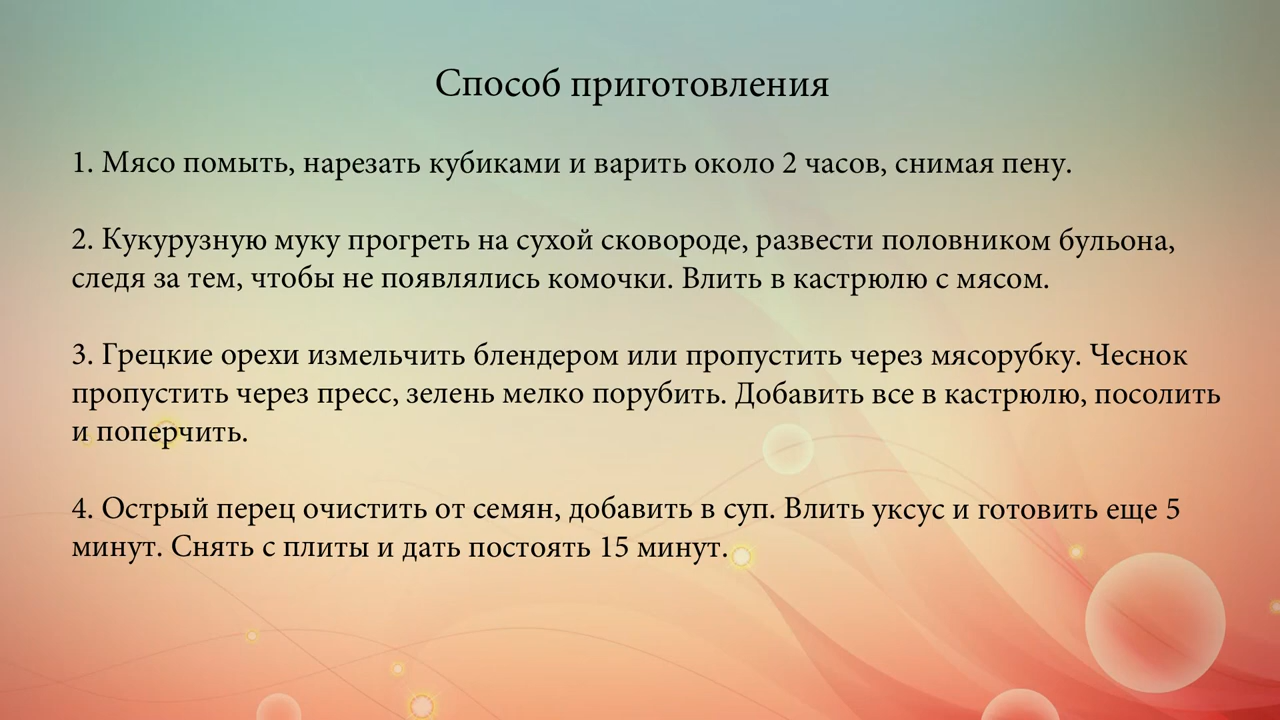 Способ приготовления
1. Мясо помыть, нарезать кубиками и варить около 2 часов, снимая пену.
2. Кукурузную муку прогреть на сухой сковороде, развести половником бульона,
следя за тем, чтобы не появлялись комочки. Влить в кастрюлю с мясом.
3. Грецкие орехи измельчить блендером или пропустить через мясорубку. Чеснок
пропустить через пресс, зелень мелко порубить. Добавить все в кастрюлю, посолить
и поперчить.
4. Острый перец очистить от семян, добавить в суп. Влить уксус и готовить еще 5
минут. Снять с плиты и дать постоять 15 минут.